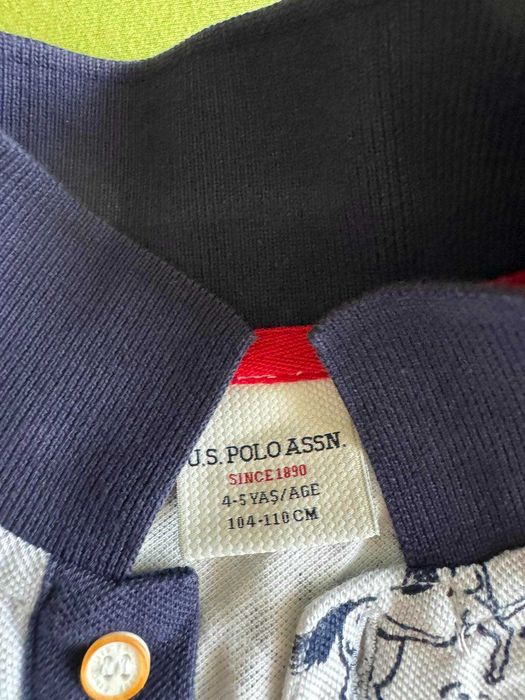 U.S. POLO ASSN.
SINCE 1890
4-5 YAŞ/AGE
104-110 CM